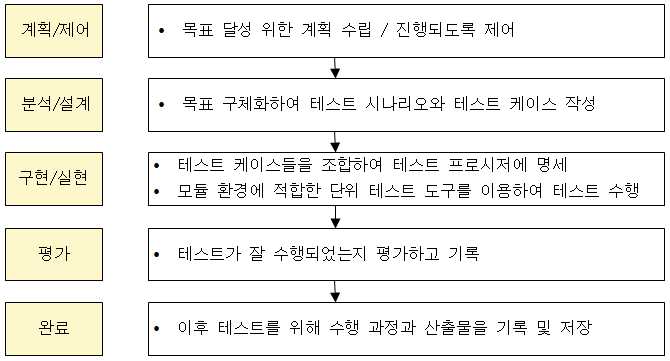 계획/제어
• 목표 달성 위한 계획 수립 / 진행되도록 제어
분석/설계
• 목표 구체화하여 테스트 시나리오와 테스트 케이스 작성
구현/실현
• 테스트 케이스들을 조합하여 테스트 프로시저에 명세
• 모듈 환경에 적합한 단위 테스트 도구를 이용하여 테스트 수행
평가
• 테스트가 잘 수행되었는지 평가하고 기록
완료
• 이후 테스트를 위해 수행 과정과 산출물을 기록 및 저장